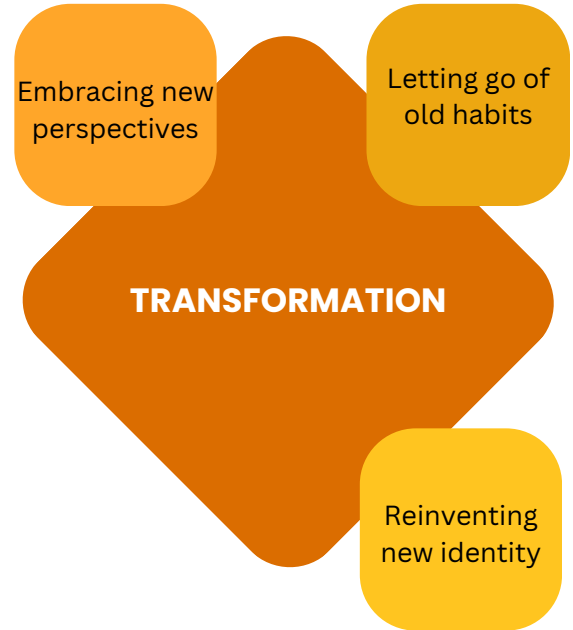 Embracing new
perspectives
Letting go of
old habits
TRANSFORMATION
Reinventing
new identity